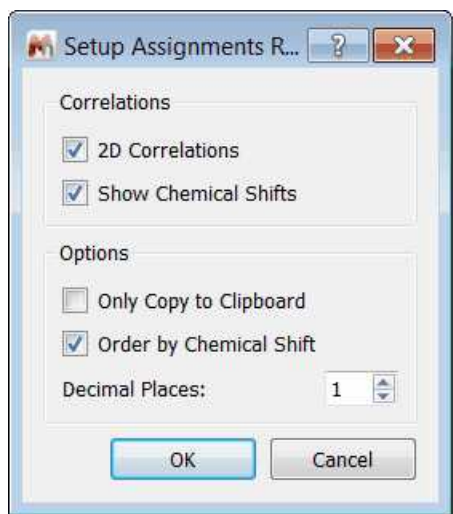 Setup Assignments R...
Correlations
2D Correlations
Show Chemical Shifts
Options
Only Copy to Clipboard
Order by Chemical Shift
Decimal Places: 1
OK Cancel